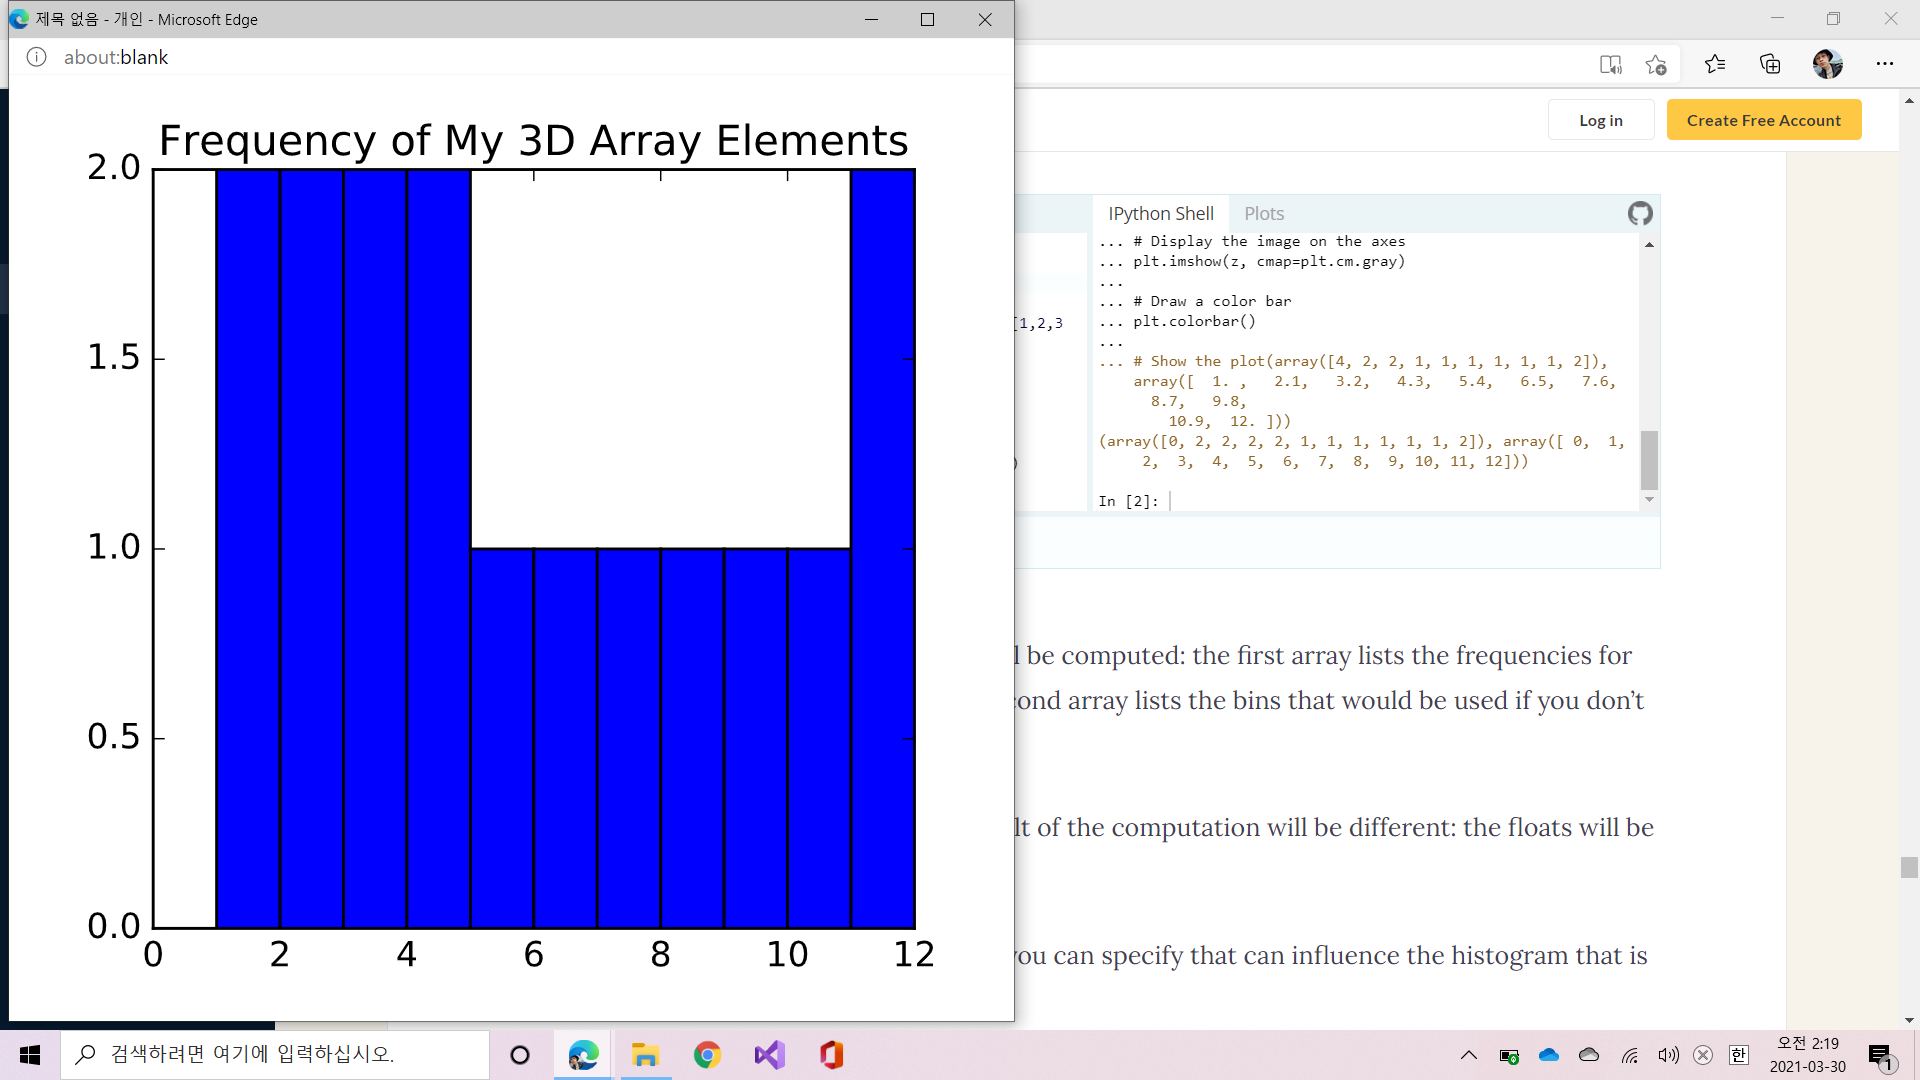 제목 없음 - 개인 - Microsoft Edge
about:blank
Frequency of My 3D Array Elements
2.0
1.5
1.0
0.5
0.0
0 2 4 6 8 10 12
Log in
Create Free Account
IPython Shell
Plots
[1,2,3
)
... # Display the image on the axes
... plt.imshow(z, cmap=plt.cm.gray)
...
... # Draw a color bar
... plt.colorbar()
...
... # Show the plot(array([4, 2, 2, 1, 1, 1, 1, 1, 1, 2]),
array([ 1. , 2.1, 3.2, 4.3, 5.4, 6.5, 7.6,
8.7, 9.8,
10.9, 12. ]))
(array([0, 2, 2, 2, 2, 1, 1, 1, 1, 1, 1, 2]), array([ 0, 1,
2, 3, 4, 5, 6, 7, 8, 9, 10, 11, 12]))
In [2]:
l be computed: the first array lists the frequencies for
cond array lists the bins that would be used if you don’t
lt of the computation will be different: the floats will be
you can specify that can influence the histogram that is
검색하려면 여기에 입력하십시오.
한
오전 2:19
2021-03-30
1